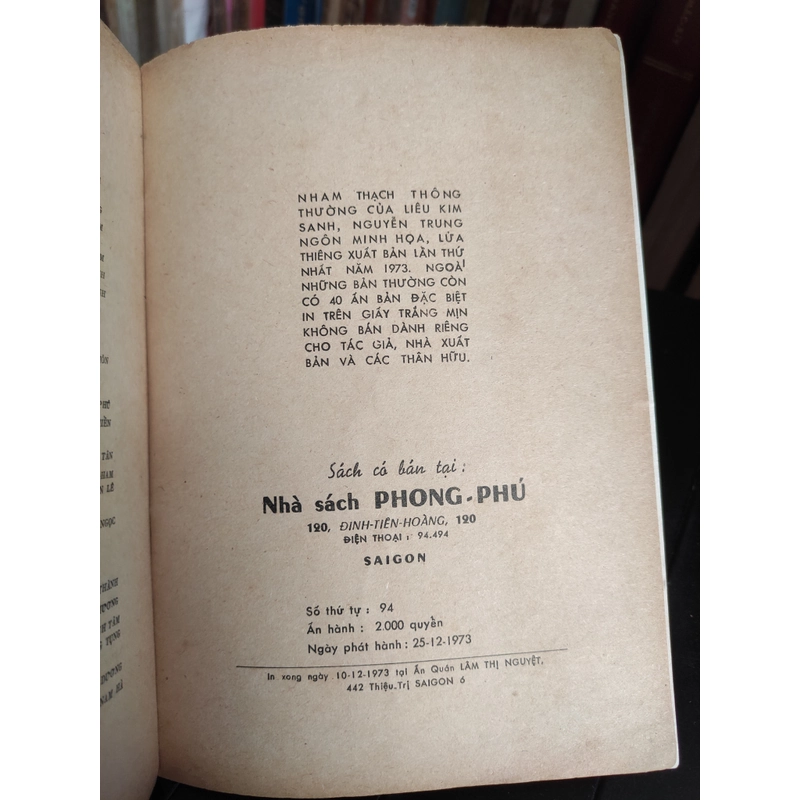 NHAM THẠCH THÔNG
THƯỜNG CỦA LIÊU KIM
SANH, NGUYỄN TRUNG
NGÔN MINH HỌA, LỬA
THIÊNG XUẤT BẢN LẦN THỨ
NHẤT NĂM 1973. NGOÀI
NHỮNG BẢN THƯỜNG CÒN
CÓ 40 ẤN BẢN ĐẶC BIỆT
IN TRÊN GIẤY TRẮNG MỊN
KHÔNG BÁN DÀNH RIÊNG
CHO TÁC GIẢ, NHÀ XUẤT
BẢN VÀ CÁC THÂN HỮU.
Sách có bán tại :
Nhà sách PHONG-PHÚ
120, ĐINH-TIÊN-HOÀNG, 120
ĐIỆN THOẠI : 94.494
SAIGON
Số thứ tự : 94
Ấn hành : 2.000 quyển
Ngày phát hành : 25-12-1973
In xong ngày 10-12-1973 tại Ấn Quán LÂM THỊ NGUYỆT,
442 Thiệu.Trị SAIGON 6